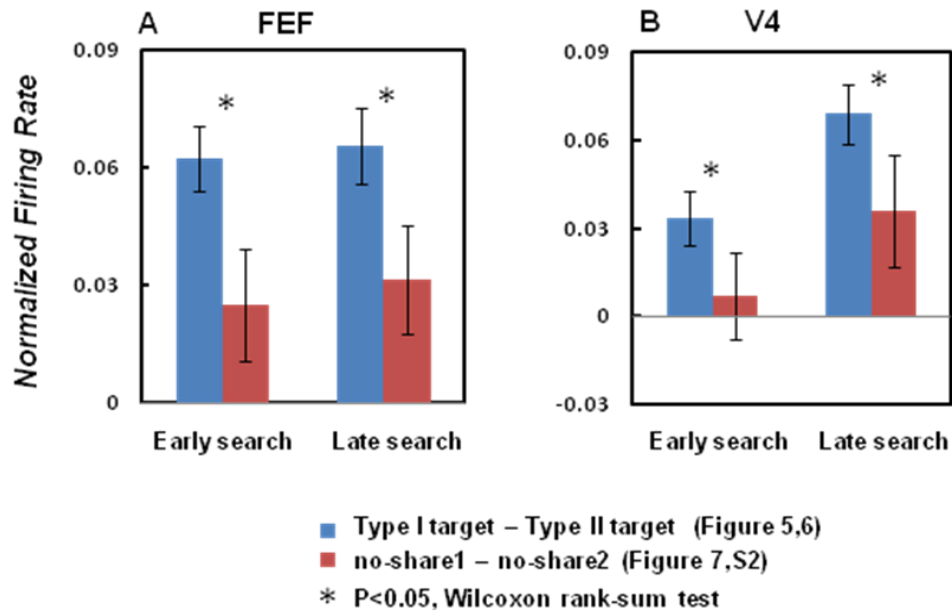 A FEF
B V4
Normalized Firing Rate
0.09
0.06
0.03
0
0.09
0.06
0.03
0
-0.03
* *
* *
Early search Late search
Early search Late search
Type I target – Type II target (Figure 5,6)
no-share1 – no-share2 (Figure 7,S2)
* P<0.05, Wilcoxon rank-sum test